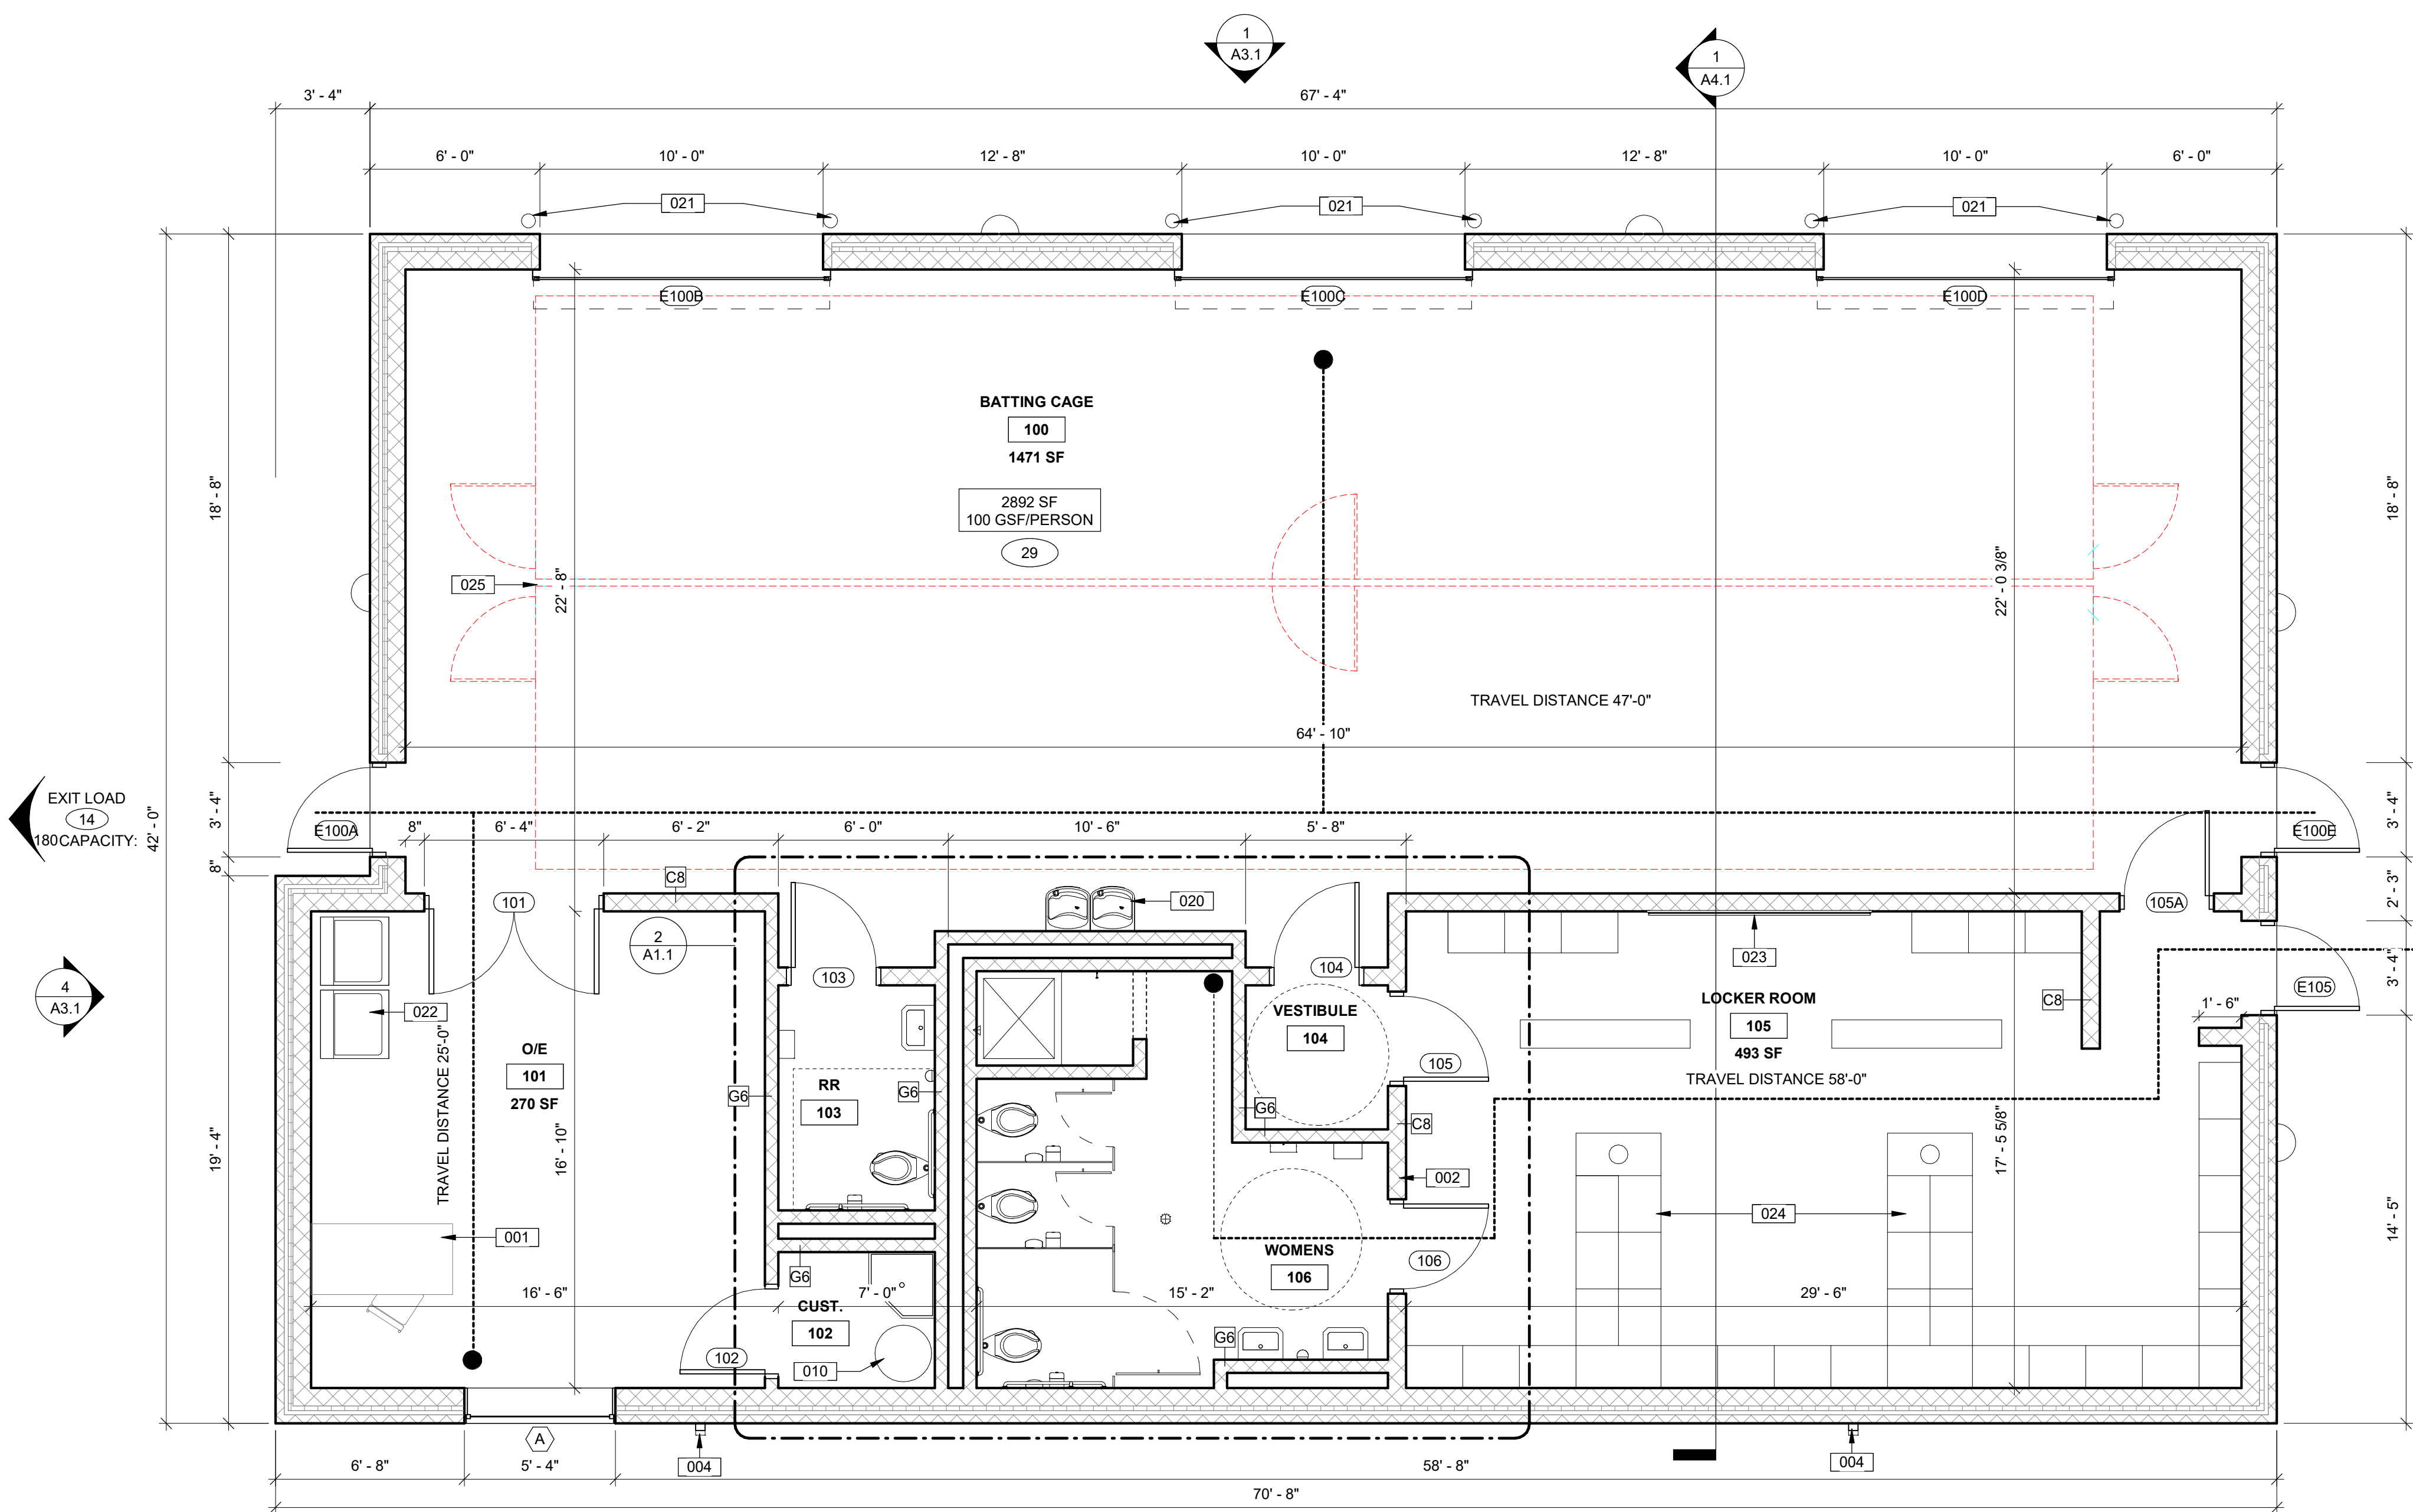 1
A3.1
1
A4.1
3' - 4"
67' - 4"
6' - 0"
10' - 0"
12' - 8"
10' - 0"
12' - 8"
10' - 0"
6' - 0"
021
021
021
E100B
E100C
E100D
BATTING CAGE
100
1471 SF
2892 SF
100 GSF/PERSON
29
18' - 8"
18' - 8"
025
22' - 8"
22' - 0 3/8"
TRAVEL DISTANCE 47'-0"
64' - 10"
EXIT LOAD
14
180CAPACITY:
42' - 0"
3' - 4"
3' - 4"
E100A
E100E
8"
6' - 4"
6' - 2"
6' - 0"
10' - 6"
5' - 8"
8"
C8
101
020
105A
2' - 3"
2
A1.1
023
103
104
4
A3.1
022
VESTIBULE
104
LOCKER ROOM
105
493 SF
C8
1' - 6"
E105
3' - 4"
O/E
101
270 SF
TRAVEL DISTANCE 25'-0"
105
TRAVEL DISTANCE 58'-0"
RR
103
G6
G6
G6
C8
19' - 4"
16' - 10"
17' - 5 5/8"
002
001
024
14' - 5"
WOMENS
106
106
G6
16' - 6"
7' - 0"
15' - 2"
29' - 6"
CUST.
102
G6
102
010
A
004
004
6' - 8"
5' - 4"
58' - 8"
70' - 8"